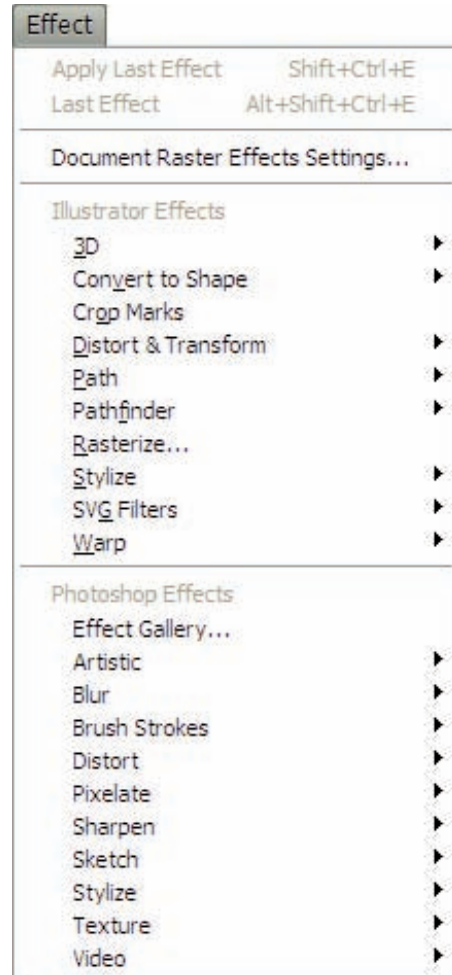 Effect
Apply Last Effect Shift+Ctrl+E
Last Effect Alt+Shift+Ctrl+E
Document Raster Effects Settings...
Illustrator Effects
3D
Convert to Shape
Crop Marks
Distort & Transform
Path
Pathfinder
Rasterize...
Stylize
SVG Filters
Warp
Photoshop Effects
Effect Gallery...
Artistic
Blur
Brush Strokes
Distort
Pixelate
Sharpen
Sketch
Stylize
Texture
Video